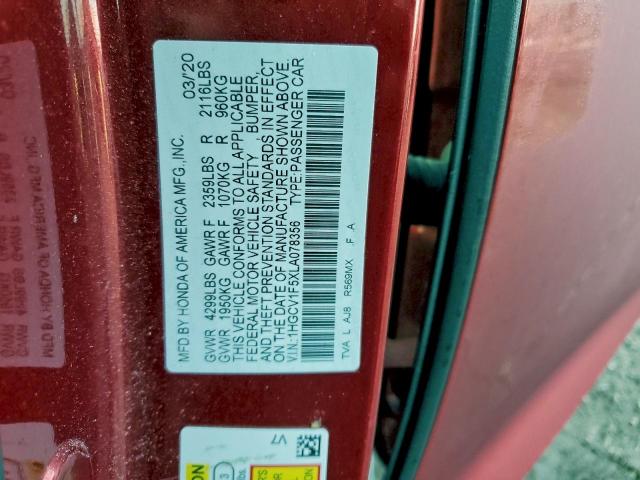 MFD.BY HONDA OF AMERICA MFG.,INC. 03/'20
GVWR 4299LBS GAWR F 2359LBS R 2116LBS
GVWR 1950KG GAWR F 1070KG R 960KG
THIS VEHICLE CONFORMS TO ALL APPLICABLE
FEDERAL MOTOR VEHICLE SAFETY , BUMPER,
AND THEFT PREVENTION STANDARDS IN EFFECT
ON THE DATE OF MANUFACTURE SHOWN ABOVE.
V.I.N.:1HGCV1F5XLA078356 TYPE:PASSENGER CAR
TVA L AJ8 R569MX F A